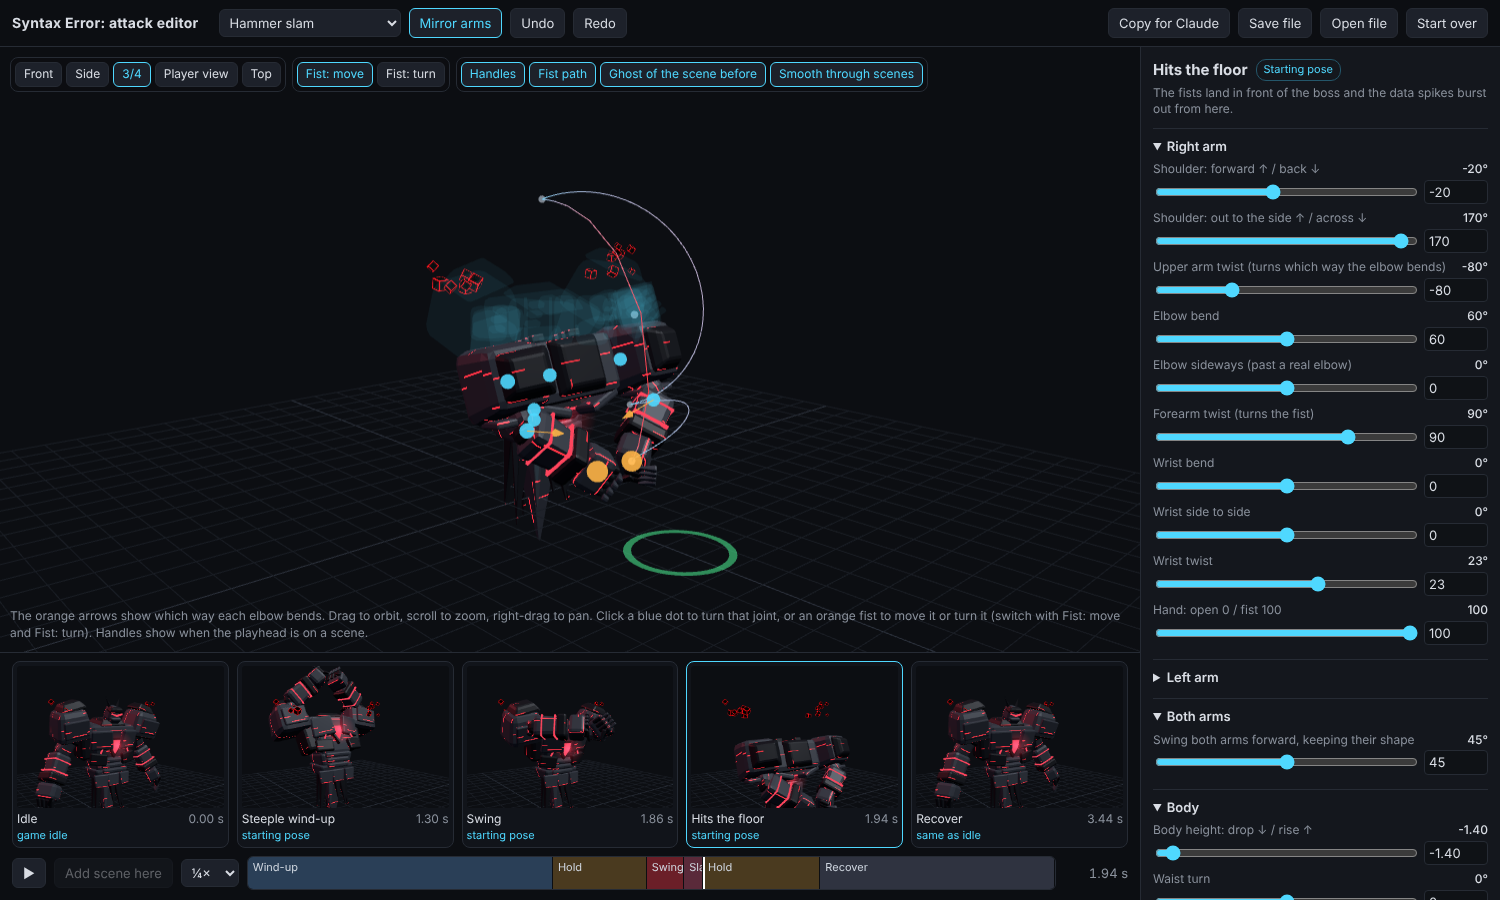 Syntax Error: attack editor
Hammer slam
Mirror arms
Undo
Redo
Copy for Claude
Save file
Open file
Start over
Front
Side
3/4
Player view
Top
Fist: move
Fist: turn
Handles
Fist path
Ghost of the scene before
Smooth through scenes
The orange arrows show which way each elbow bends. Drag to orbit, scroll to zoom, right-drag to pan. Click a blue dot to turn that joint, or an orange fist to move it or turn it (switch with Fist: move
and Fist: turn). Handles show when the playhead is on a scene.
Idle 0.00 s
game idle
Steeple wind-up 1.30 s
starting pose
Swing 1.86 s
starting pose
Hits the floor 1.94 s
starting pose
Recover 3.44 s
same as idle
Add scene here
¼×
Wind-up
Hold
Swing
Sla
Hold
Recover
1.94 s
Hits the floor
Starting pose
The fists land in front of the boss and the data spikes burst
out from here.
▼ Right arm
Shoulder: forward ↑ / back ↓ -20°
-20
Shoulder: out to the side ↑ / across ↓ 170°
170
Upper arm twist (turns which way the elbow bends) -80°
-80
Elbow bend 60°
60
Elbow sideways (past a real elbow) 0°
0
Forearm twist (turns the fist) 90°
90
Wrist bend 0°
0
Wrist side to side 0°
0
Wrist twist 23°
23
Hand: open 0 / fist 100 100
100
▶ Left arm
▼ Both arms
Swing both arms forward, keeping their shape 45°
45
▼ Body
Body height: drop ↓ / rise ↑ -1.40
-1.40
Waist turn 0°